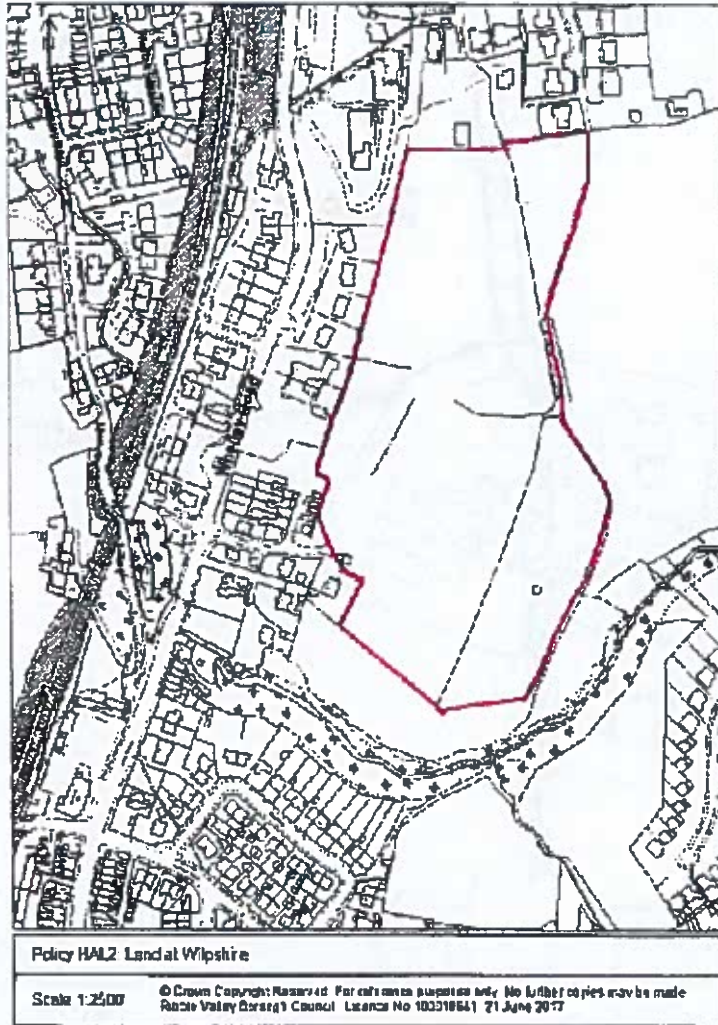 Policy HAL2 Land at Wilpshire
Scale 1:2500
© Crown Copyright Reserved. For reference purposes only. No further copies may be made
Ribble Valley Borough Council. Licence No 21 June 2017